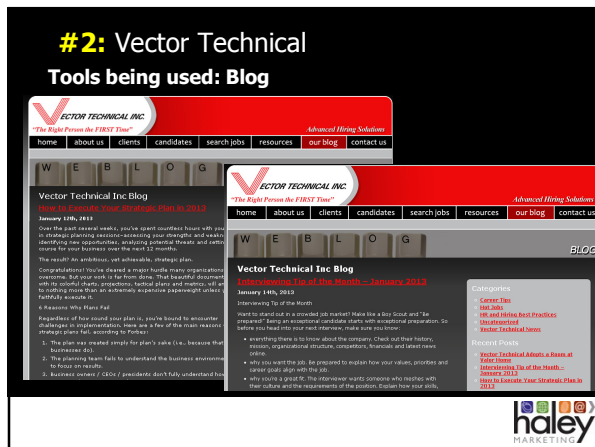 #2: Vector Technical
Tools being used: Blog
VECTOR TECHNICAL INC.
"The Right Person the FIRST Time"
Advanced Hiring Solutions
home about us clients candidates search jobs resources our blog contact us
W E B L O G
Vector Technical Inc Blog
How to Execute Your Strategic Plan in 2013
January 12th, 2013
Over the past several weeks, you've spent countless hours with you
in strategic planning sessions–assessing your strengths and weakn
identifying new opportunities, analyzing potential threats and settin
course for your business over the next 12 months.
The result? An ambitious, yet achievable, strategic plan.
Congratulations! You've cleared a major hurdle many organizations
overcome. But your work is far from done. That beautiful document
with its colorful charts, projections, tactical plans and metrics, will an
to nothing more than an extremely expensive paperweight unless
faithfully execute it.
6 Reasons Why Plans Fail
Regardless of how sound your plan is, you're bound to encounter
challenges in implementation. Here are a few of the main reasons
strategic plans fail, according to Forbes:
1. The plan was created simply for plan's sake (i.e., because that
businesses do).
2. The planning team fails to understand the business environme
to focus on results.
3. Business owners / CEOs / presidents don't fully understand how
VECTOR TECHNICAL INC.
"The Right Person the FIRST Time"
Advanced Hiring Solutions
home about us clients candidates search jobs resources our blog contact us
W E B L O G
BLOG
Vector Technical Inc Blog
Interviewing Tip of the Month – January 2013
January 14th, 2013
Interviewing Tip of the Month
Want to stand out in a crowded job market? Make like a Boy Scout and "Be
prepared!" Being an exceptional candidate starts with exceptional preparation. So
before you head into your next interview, make sure you know:
• everything there is to know about the company. Check out their history,
mission, organizational structure, competitors, financials and latest news
online.
• why you want the job. Be prepared to explain how your values, priorities and
career goals align with the job.
• why you're a great fit. The interviewer wants someone who meshes with
their culture and the requirements of the position. Explain how your skills,
Categories
Career Tips
Hot Jobs
HR and Hiring Best Practices
Uncategorized
Vector Technical News
Recent Posts
Vector Technical Adopts a Room at
Valor Home
Interviewing Tip of the Month –
January 2013
How to Execute Your Strategic Plan in
2013
haley
MARKETING